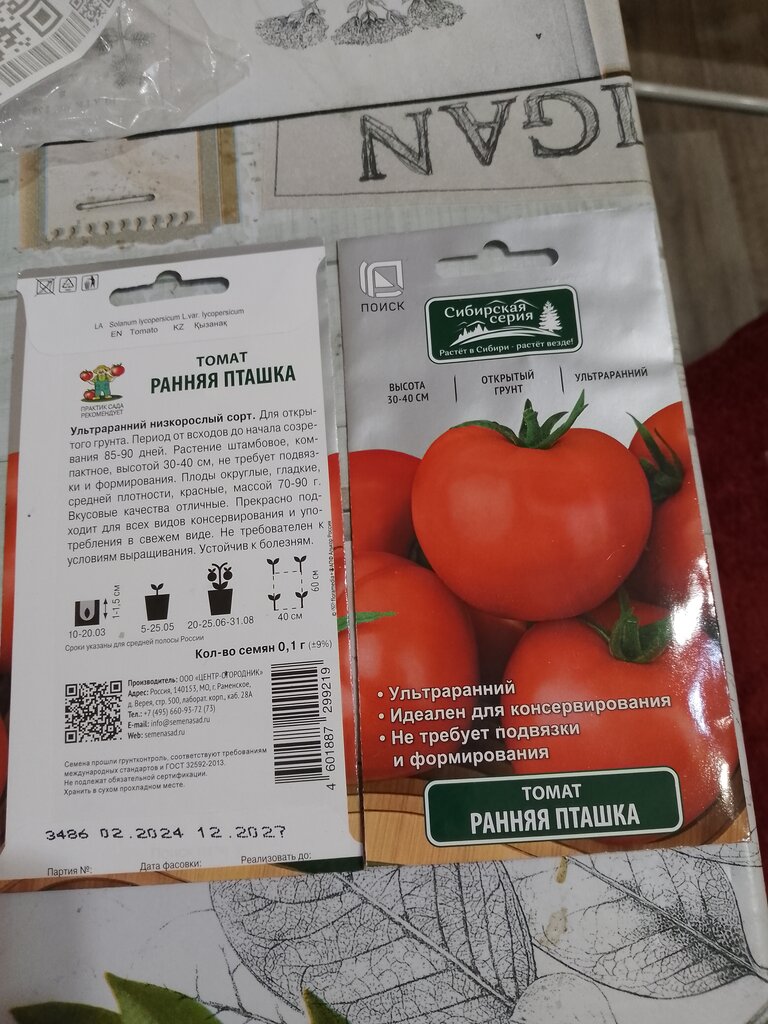 IGAN
LA Solanum lycopersicum L.var. lycopersicum
EN Tomato KZ Қызанақ
ПРАКТИК САДА
РЕКОМЕНДУЕТ
ТОМАТ
РАННЯЯ ПТАШКА
Ультраранний низкорослый сорт. Для откры-
того грунта. Период от всходов до начала созре-
вания 85-90 дней. Растение штамбовое, ком-
пактное, высотой 30-40 см, не требует подвяз-
ки и формирования. Плоды округлые, гладкие,
средней плотности, красные, массой 70-90 г.
Вкусовые качества отличные. Прекрасно под-
ходит для всех видов консервирования и упо-
требления в свежем виде. Не требователен к
условиям выращивания. Устойчив к болезням.
1-1,5 см
60 см
40 см
10-20.03
5-25.05
20-25.06-31.08
Сроки указаны для средней полосы России
Кол-во семян 0,1 г (±9%)
Производитель: ООО «ЦЕНТР-ОГОРОДНИК»
Адрес: Россия, 140153, МО, г. Раменское,
д. Верея, стр. 500, лаборат. корп., каб. 28А
Тел.: +7 (495) 660-93-72 (73)
E-mail: info@semenasad.ru
Web: semenasad.ru
4 601887 299219
Семена прошли грунтконтроль, соответствуют требованиям
международных стандартов и ГОСТ 32592-2013.
Не подлежат обязательной сертификации.
Хранить в сухом прохладном месте.
3486 02.2024 12.2027
Партия №: Дата фасовки: Реализовать до:
ПОИСК
Сибирская
серия
Растёт в Сибири - растёт везде!
ВЫСОТА
30-40 СМ
ОТКРЫТЫЙ
ГРУНТ
УЛЬТРАРАННИЙ
• Ультраранний
• Идеален для консервирования
• Не требует подвязки
и формирования
ТОМАТ
РАННЯЯ ПТАШКА